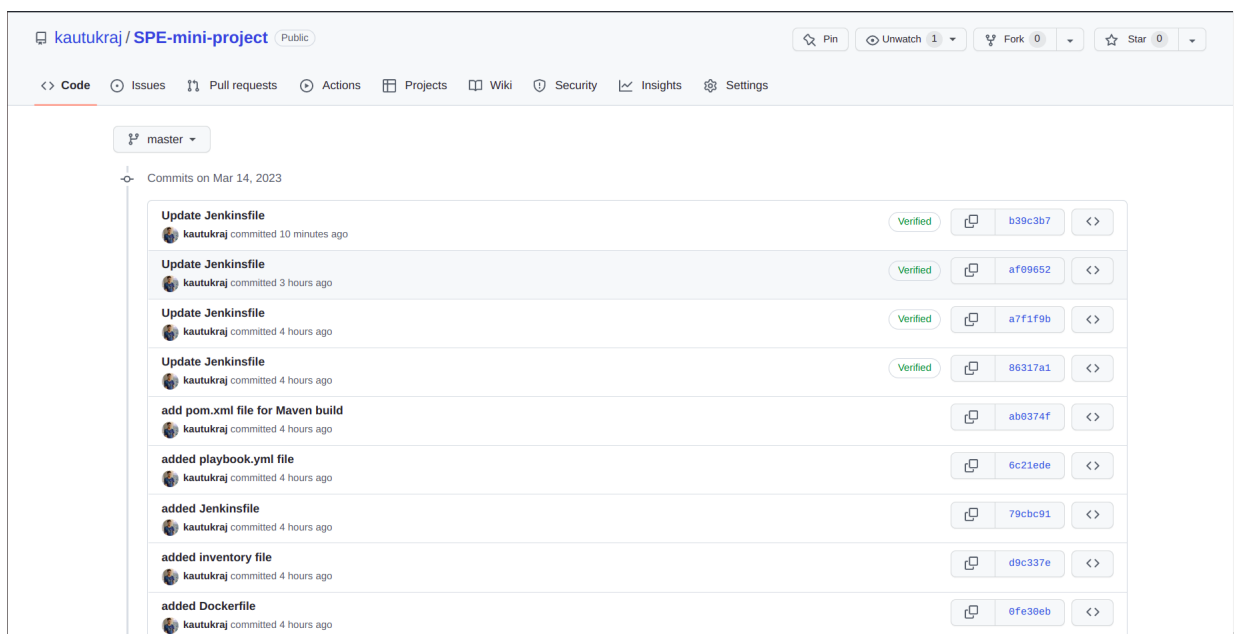 kautukraj / SPE-mini-project Public
Pin Unwatch 1 Fork 0 Star 0
<> Code Issues Pull requests Actions Projects Wiki Security Insights Settings
master
Commits on Mar 14, 2023
Update Jenkinsfile
kautukraj committed 10 minutes ago
Verified b39c3b7 <>
Update Jenkinsfile
kautukraj committed 3 hours ago
Verified af09652 <>
Update Jenkinsfile
kautukraj committed 4 hours ago
Verified a7f1f9b <>
Update Jenkinsfile
kautukraj committed 4 hours ago
Verified 86317a1 <>
add pom.xml file for Maven build
kautukraj committed 4 hours ago
ab0374f <>
added playbook.yml file
kautukraj committed 4 hours ago
6c21ede <>
added Jenkinsfile
kautukraj committed 4 hours ago
79cbc91 <>
added inventory file
kautukraj committed 4 hours ago
d9c337e <>
added Dockerfile
kautukraj committed 4 hours ago
0fe30eb <>